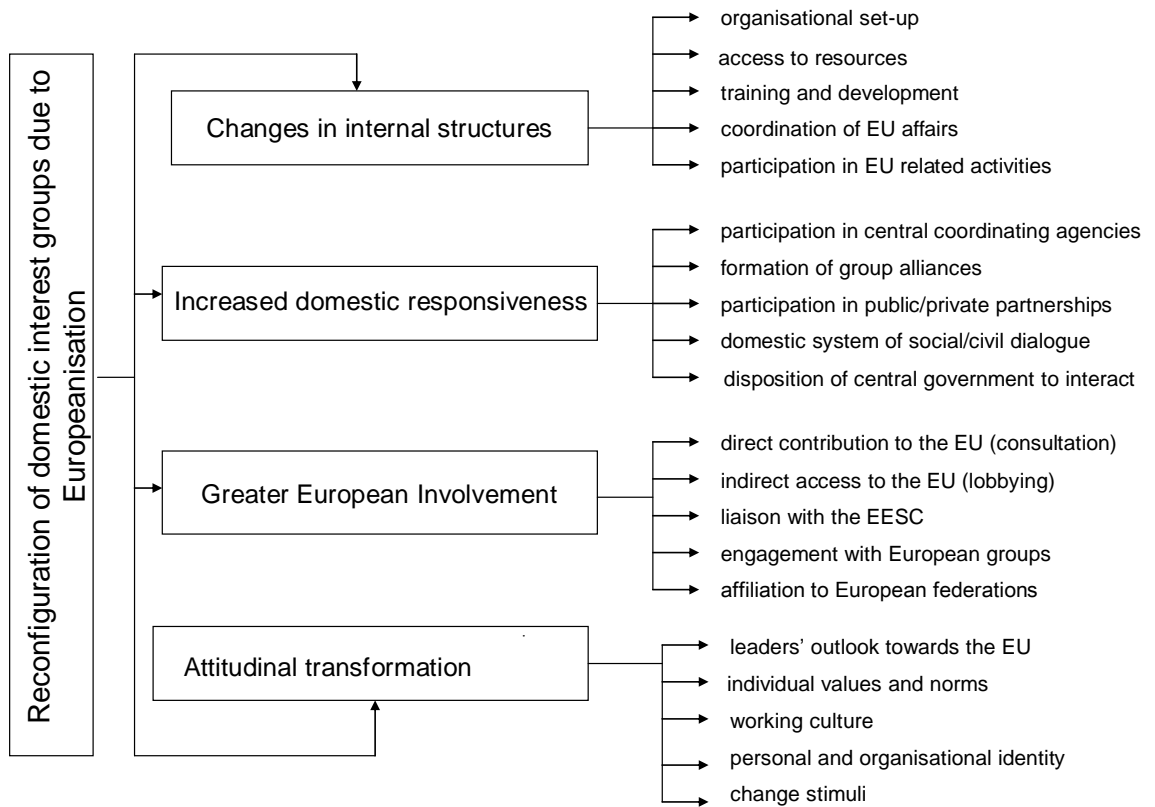 Reconfiguration of domestic interest groups due to
Europeanisation
Changes in internal structures
organisational set-up
access to resources
training and development
coordination of EU affairs
participation in EU related activities
Increased domestic responsiveness
participation in central coordinating agencies
formation of group alliances
participation in public/private partnerships
domestic system of social/civil dialogue
disposition of central government to interact
Greater European Involvement
direct contribution to the EU (consultation)
indirect access to the EU (lobbying)
liaison with the EESC
engagement with European groups
affiliation to European federations
Attitudinal transformation
leaders’ outlook towards the EU
individual values and norms
working culture
personal and organisational identity
change stimuli